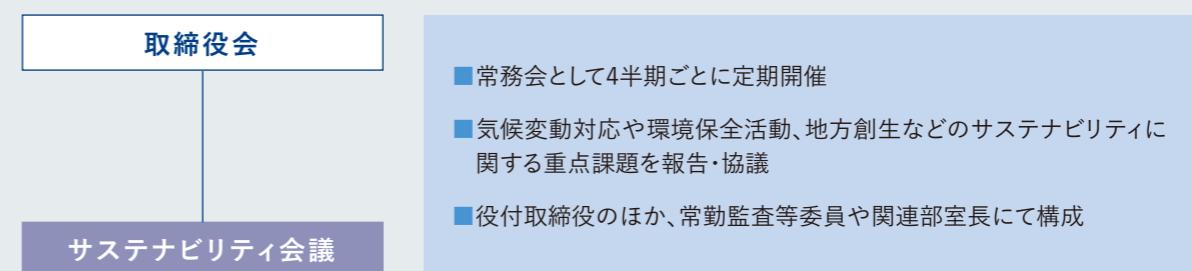 取締役会
サステナビリティ会議
■常務会として4半期ごとに定期開催
■気候変動対応や環境保全活動、地方創生などのサステナビリティに
関する重点課題を報告・協議
■役付取締役のほか、常勤監査等委員や関連部室長にて構成